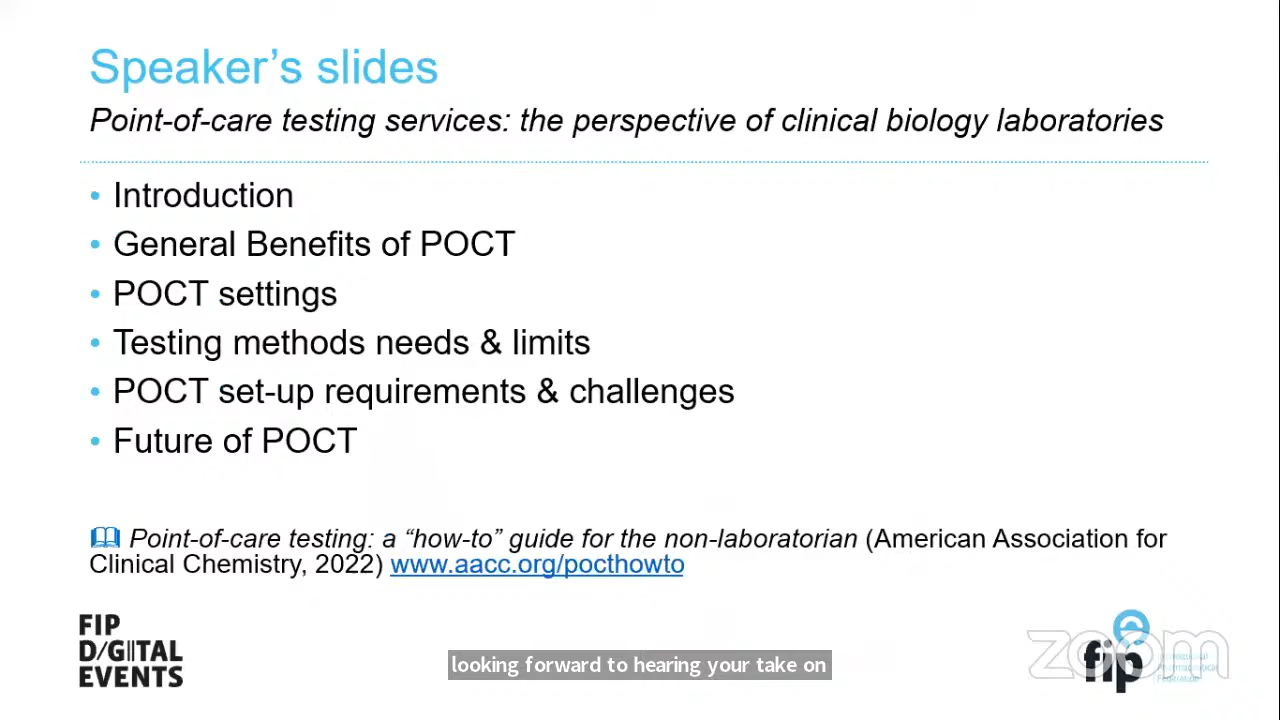 Speaker’s slides
Point-of-care testing services: the perspective of clinical biology laboratories
• Introduction
• General Benefits of POCT
• POCT settings
• Testing methods needs & limits
• POCT set-up requirements & challenges
• Future of POCT
Point-of-care testing: a “how-to” guide for the non-laboratorian (American Association for
Clinical Chemistry, 2022) www.aacc.org/pocthowto
FIP
D/GITAL
EVENTS
looking forward to hearing your take on
zoom
fip
Pharmaceutical
Federation